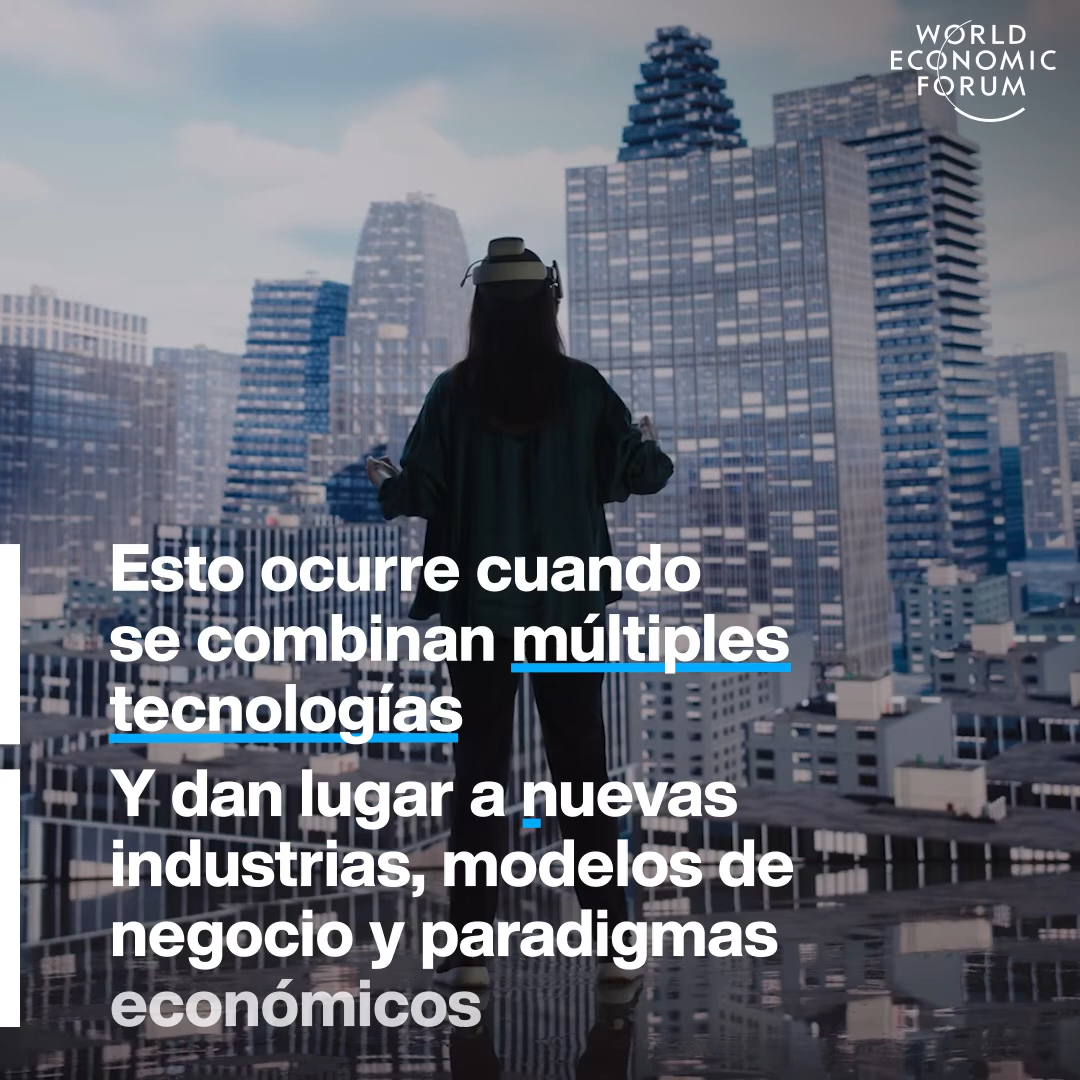 WORLD
ECONOMIC
FORUM
Esto ocurre cuando
se combinan múltiples
tecnologías
Y dan lugar a nuevas
industrias, modelos de
negocio y paradigmas
económicos